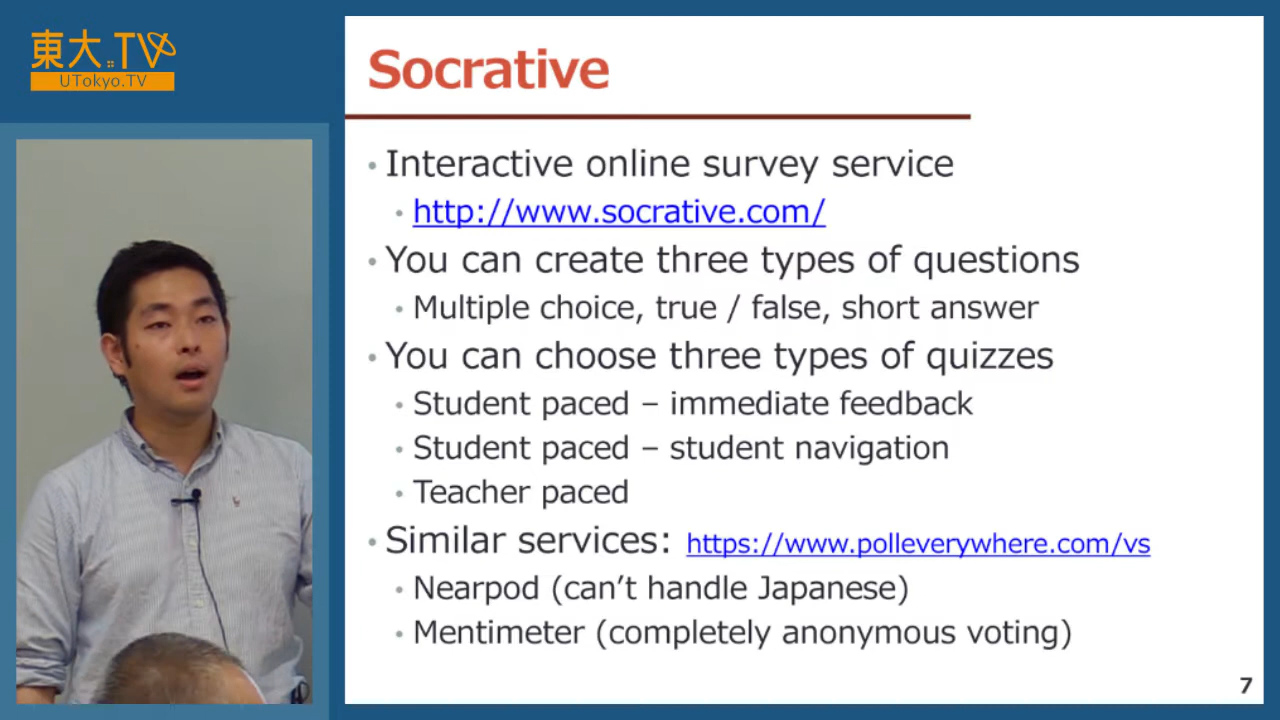 東大.TV
UTokyo.TV
Socrative
• Interactive online survey service
• http://www.socrative.com/
• You can create three types of questions
• Multiple choice, true / false, short answer
• You can choose three types of quizzes
• Student paced – immediate feedback
• Student paced – student navigation
• Teacher paced
• Similar services: https://www.polleverywhere.com/vs
• Nearpod (can’t handle Japanese)
• Mentimeter (completely anonymous voting)
7